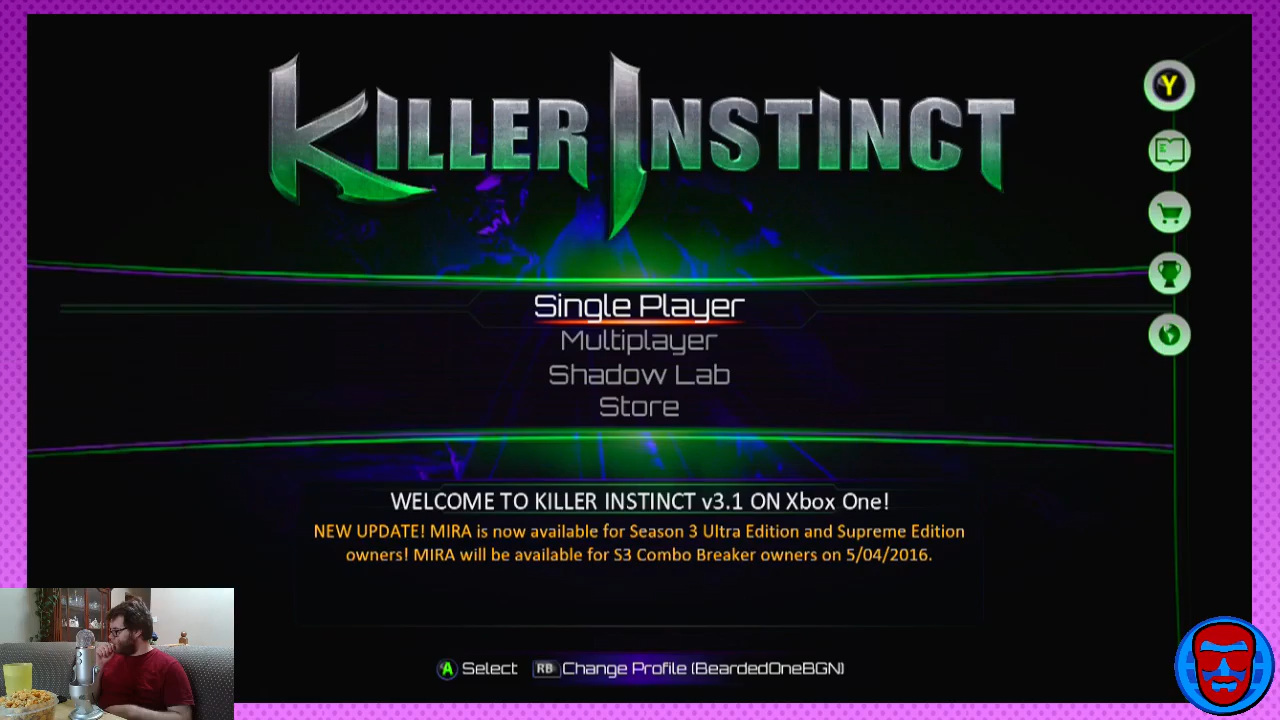 KILLER INSTINCT
Y
Single Player
Multiplayer
Shadow Lab
Store
WELCOME TO KILLER INSTINCT v3.1 ON Xbox One!
NEW UPDATE! MIRA is now available for Season 3 Ultra Edition and Supreme Edition
owners! MIRA will be available for S3 Combo Breaker owners on 5/04/2016.
A Select RB Change Profile (BeardedOneBGN)